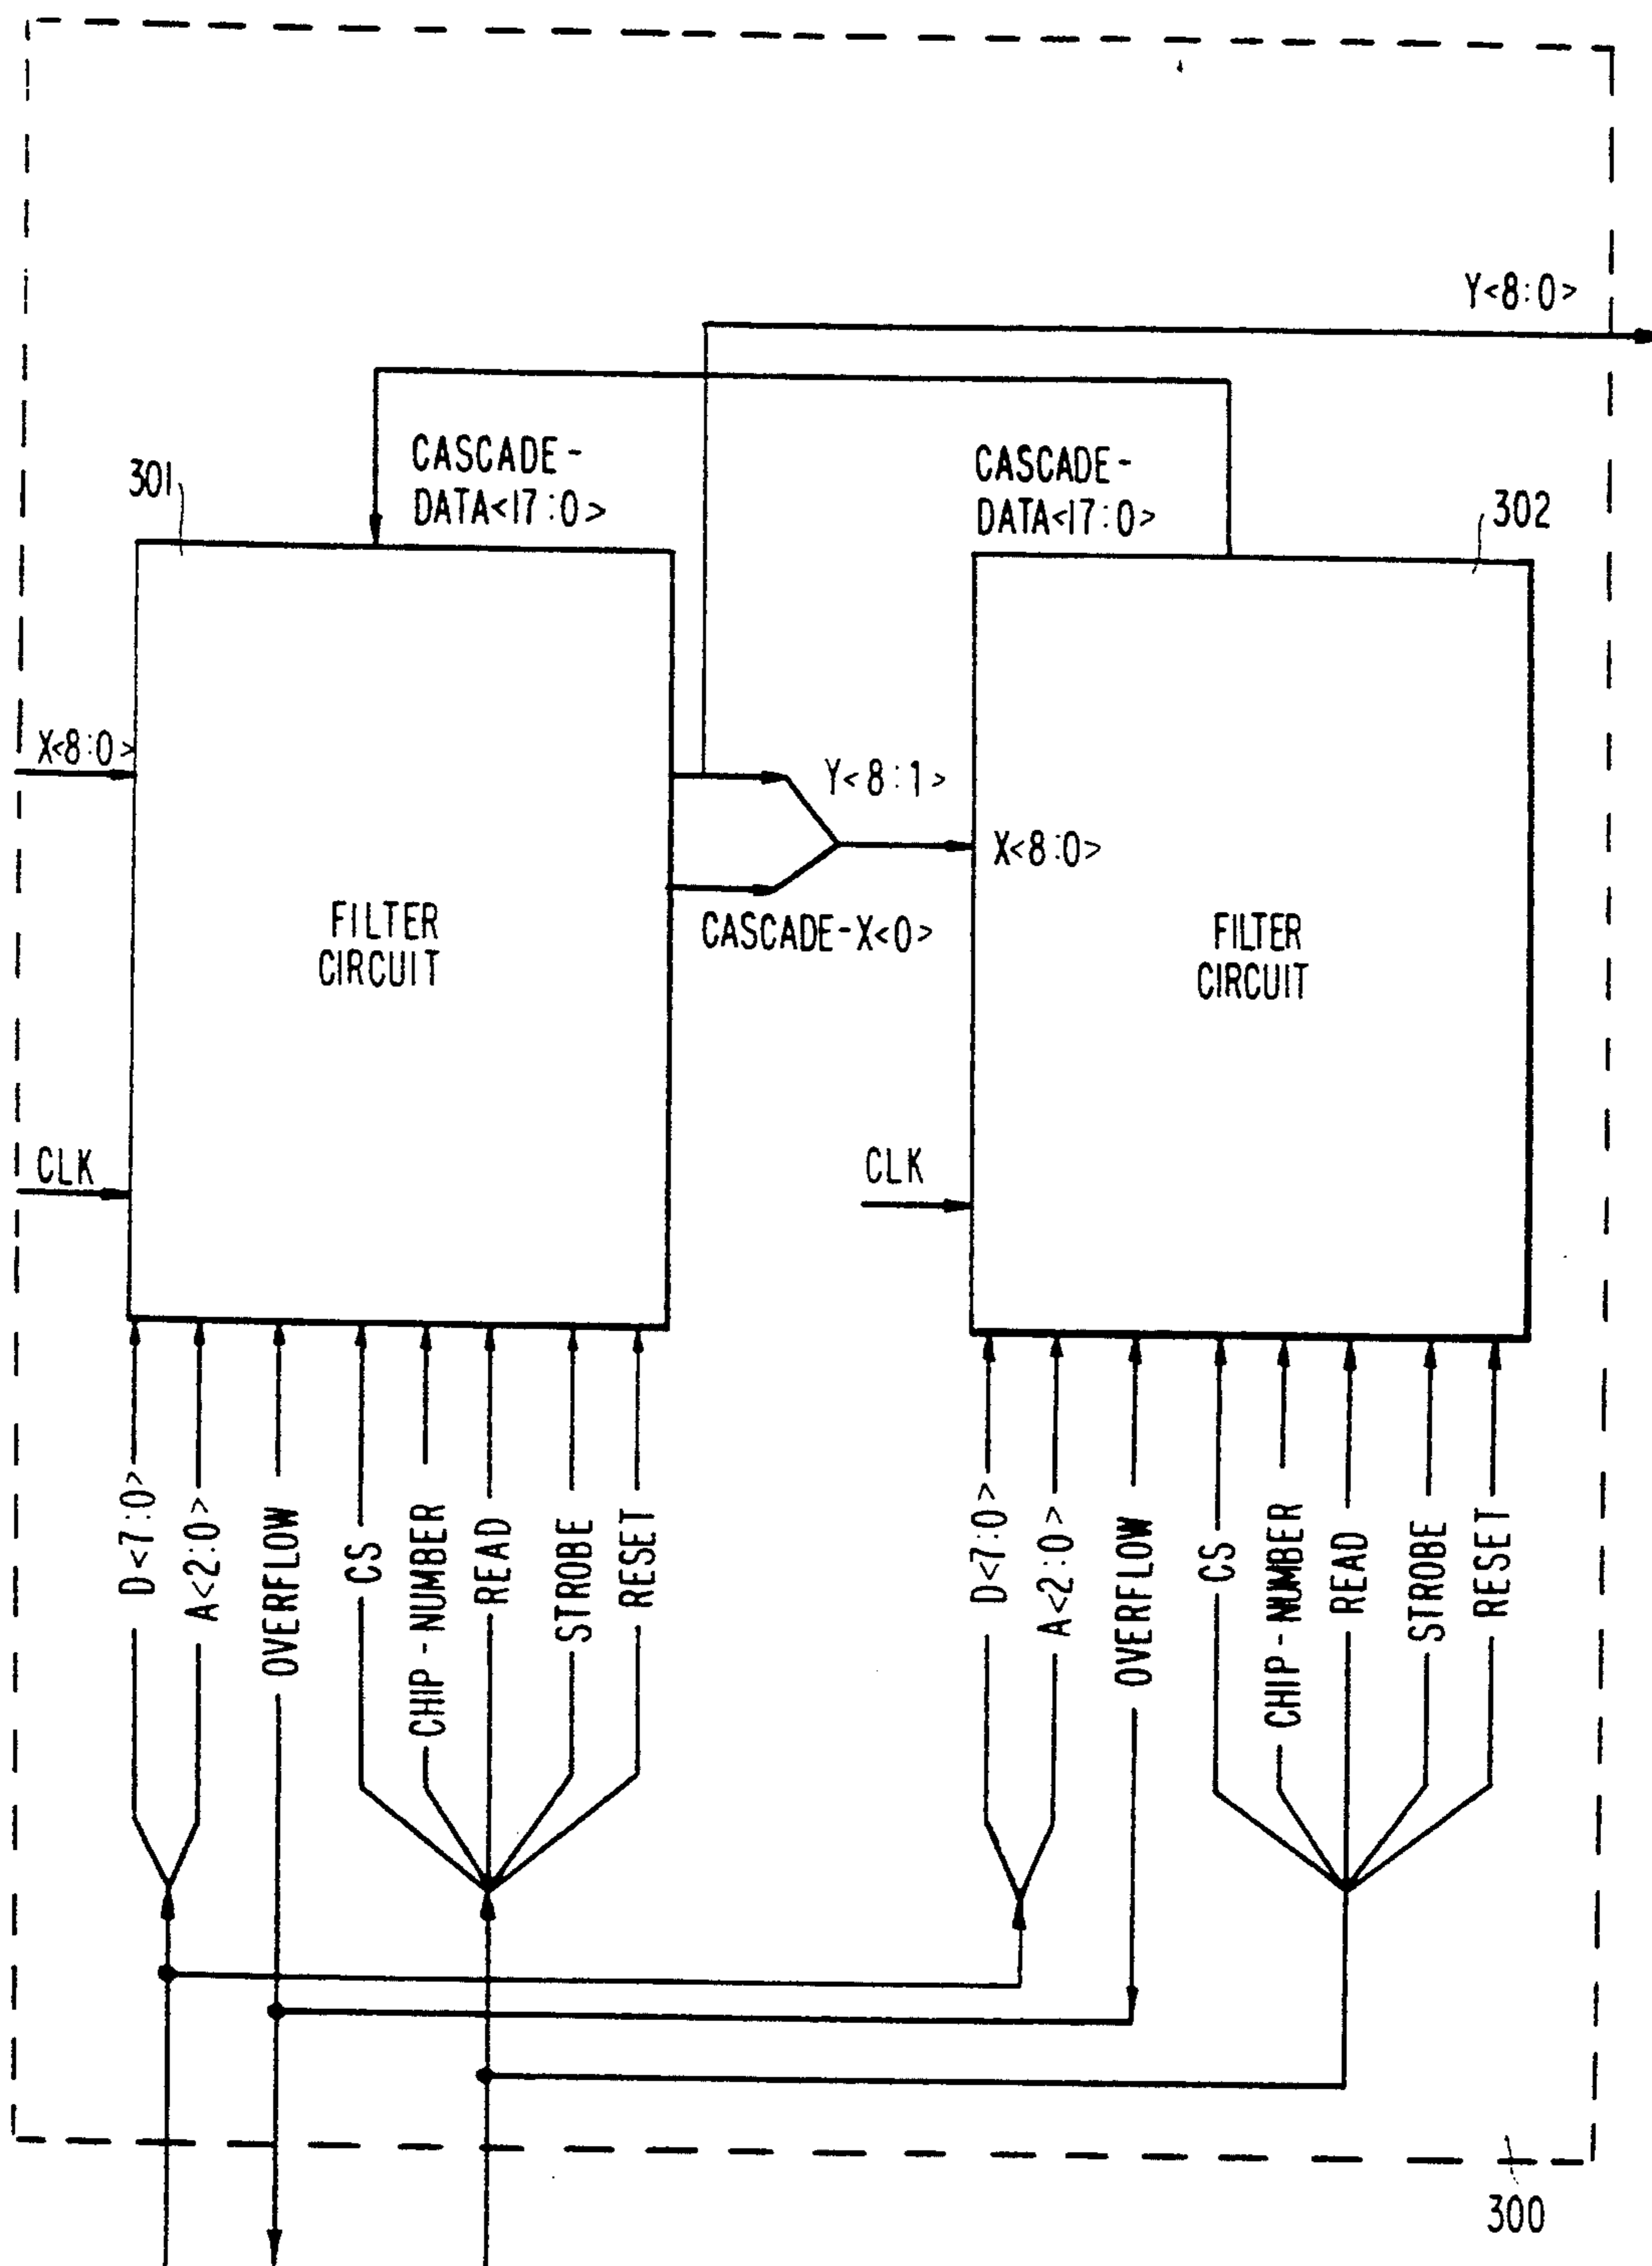 Y<8:0>
CASCADE-
DATA<17:0>
CASCADE-
DATA<17:0>
301
302
X<8:0>
Y<8:1>
X<8:0>
CASCADE-X<0>
FILTER
CIRCUIT
FILTER
CIRCUIT
CLK
CLK
D<7:0>
A<2:0>
OVERFLOW
CS
CHIP-NUMBER
READ
STROBE
RESET
D<7:0>
A<2:0>
OVERFLOW
CS
CHIP-NUMBER
READ
STROBE
RESET
300